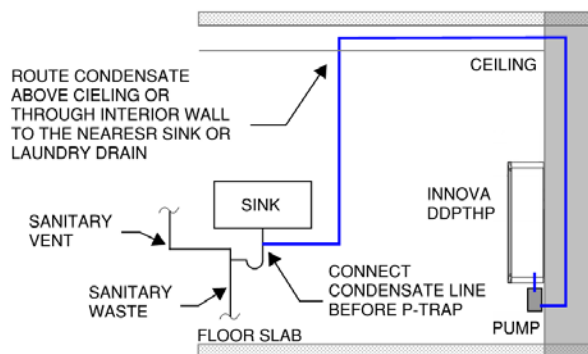 CEILING
ROUTE CONDENSATE
ABOVE CIELING OR
THROUGH INTERIOR WALL
TO THE NEARESR SINK OR
LAUNDRY DRAIN
INNOVA
DDPTHP
SINK
SANITARY
VENT
CONNECT
CONDENSATE LINE
BEFORE P-TRAP
SANITARY
WASTE
PUMP
FLOOR SLAB